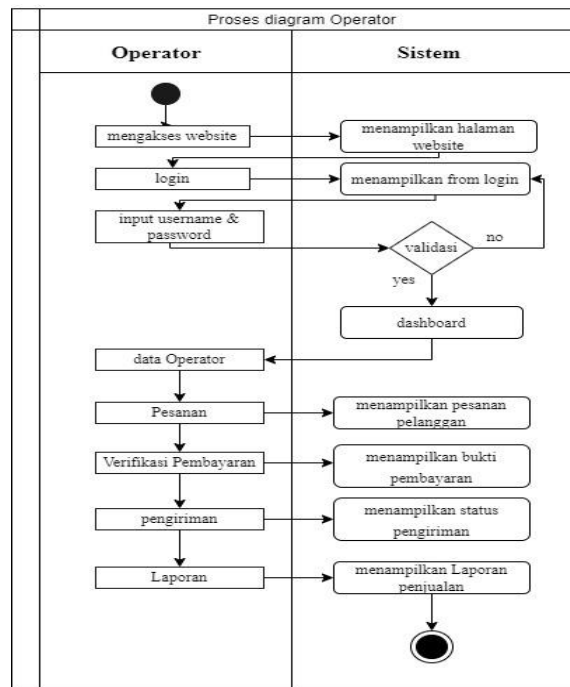 Proses diagram Operator
Operator
Sistem
mengakses website
menampilkan halaman
website
login
menampilkan from login
input username &
password
validasi
no
yes
dashboard
data Operator
Pesanan
menampilkan pesanan
pelanggan
Verifikasi Pembayaran
menampilkan bukti
pembayaran
pengiriman
menampilkan status
pengiriman
Laporan
menampilkan Laporan
penjualan